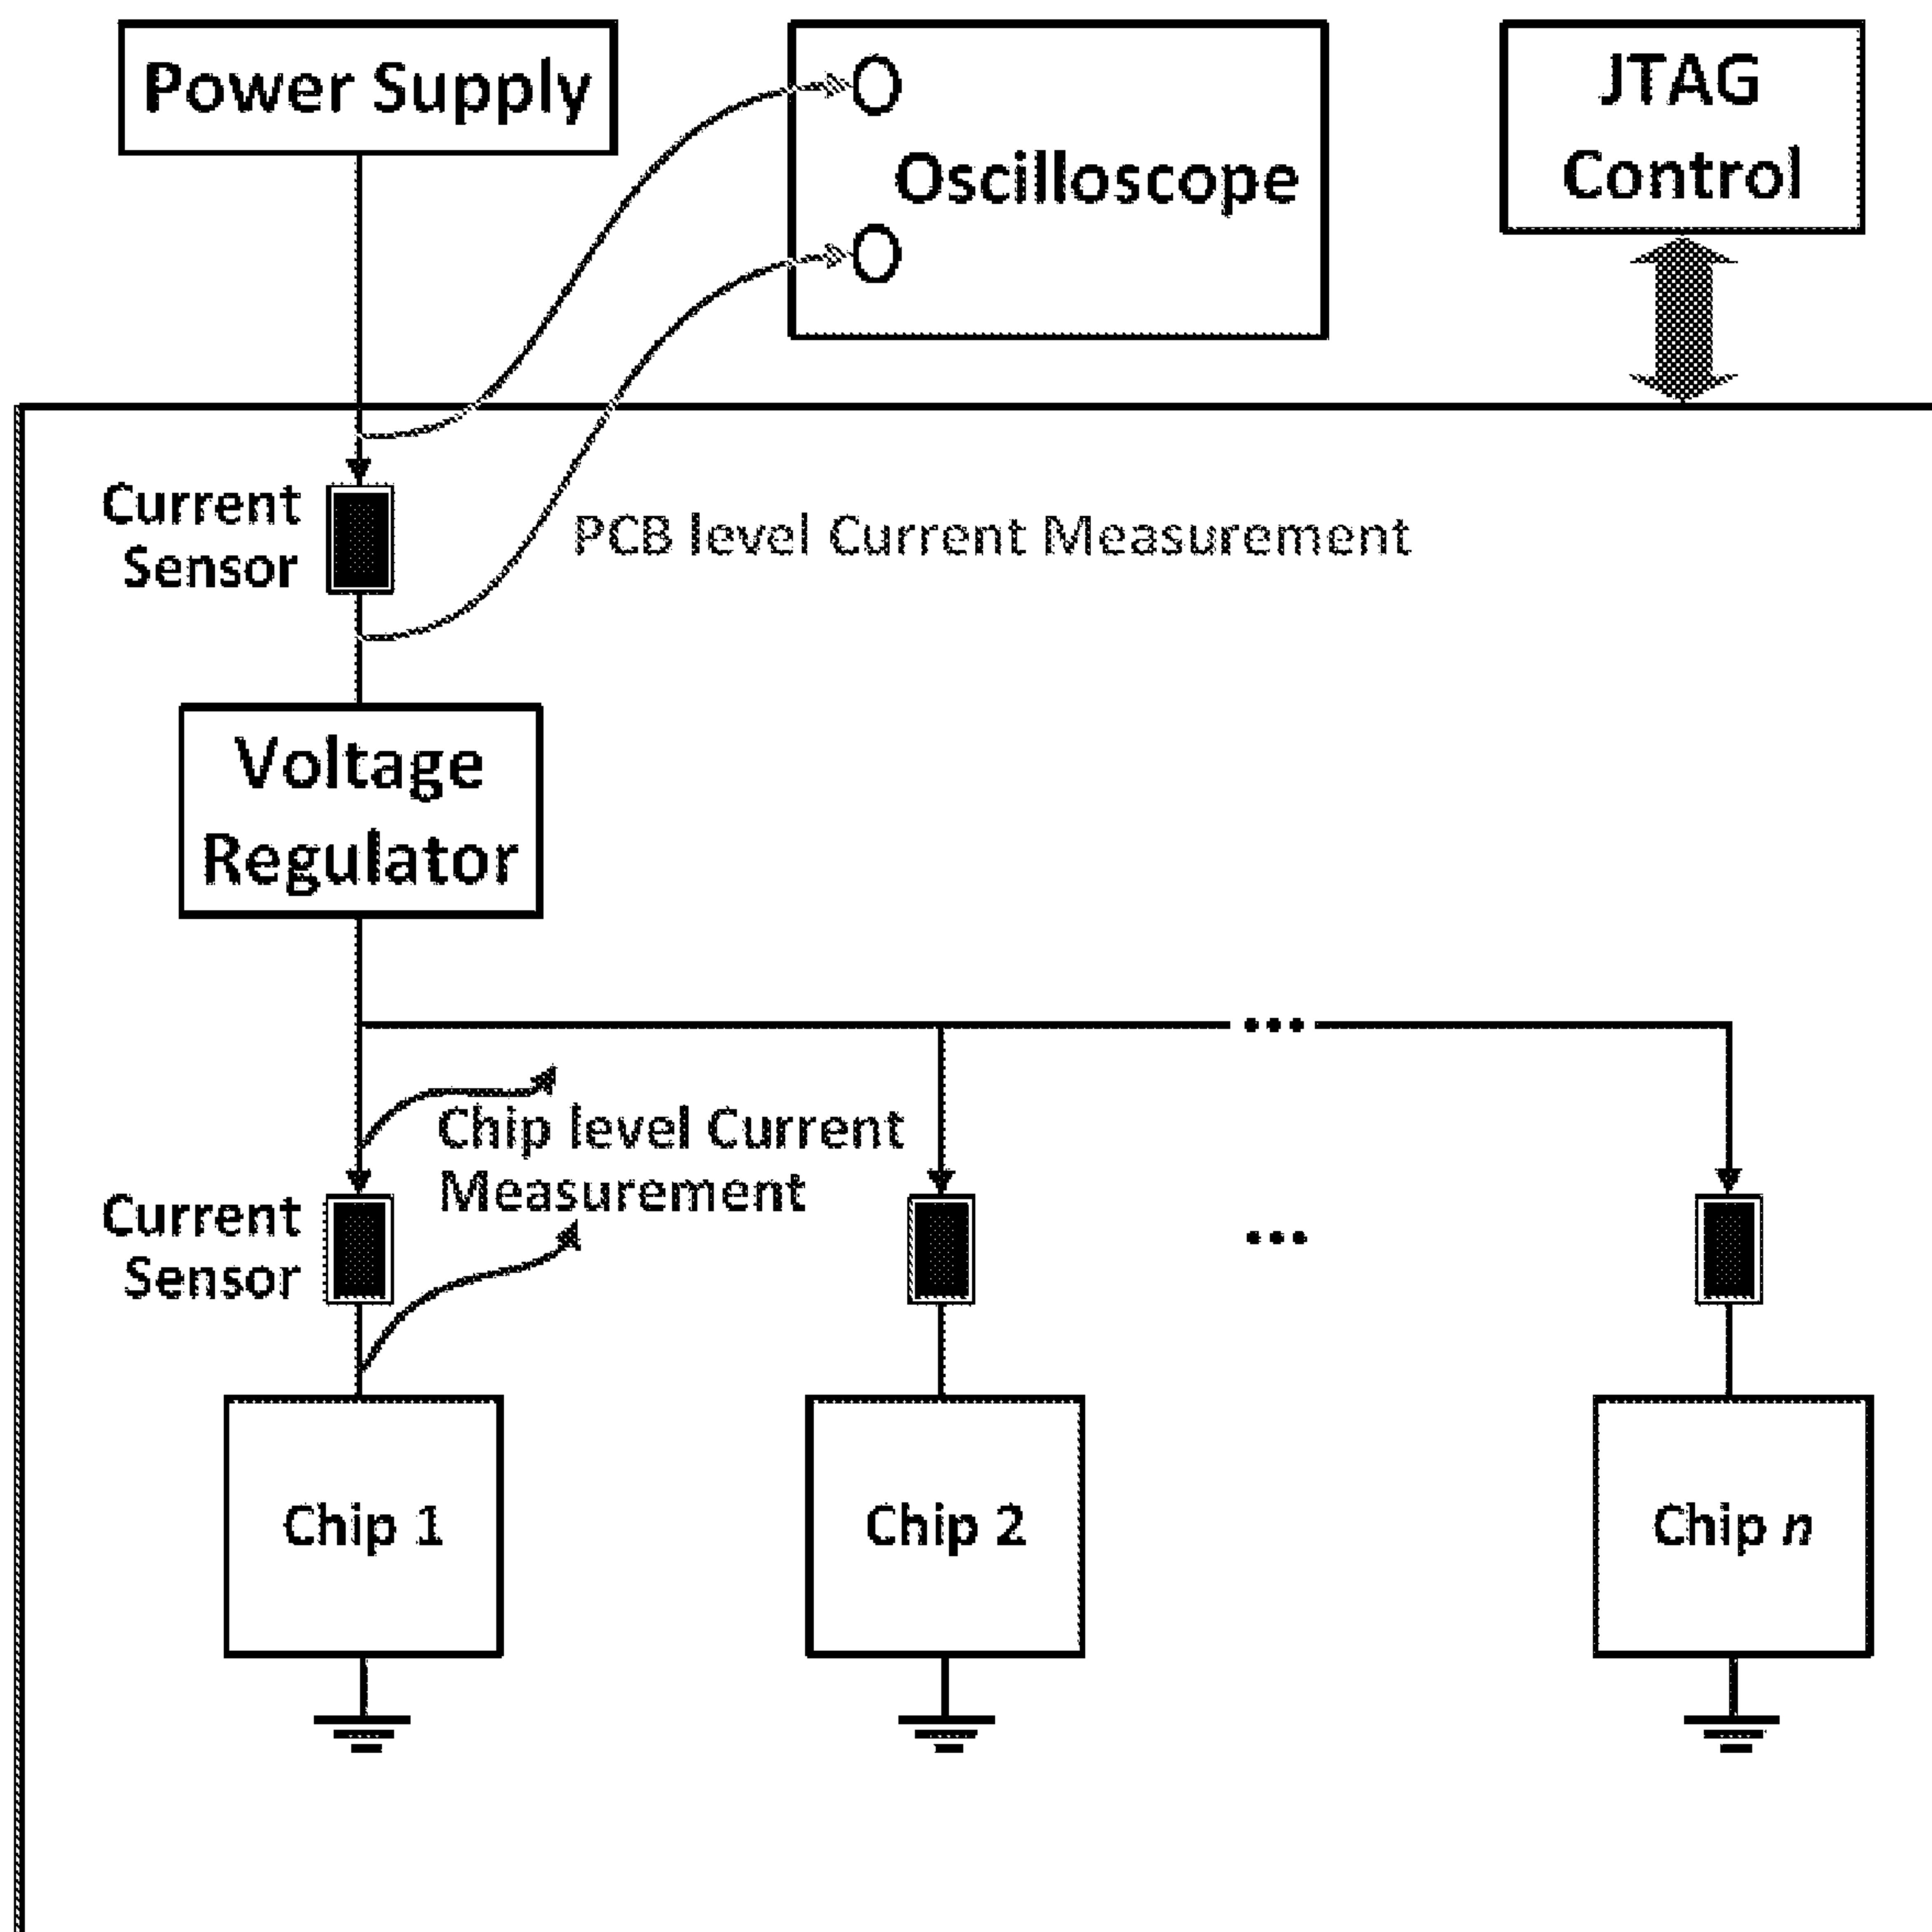 Power Supply
Oscilloscope
JTAG
Control
Current
Sensor
PCB level Current Measurement
Voltage
Regulator
...
Chip level Current
Measurement
Current
Sensor
...
Chip 1
Chip 2
Chip n